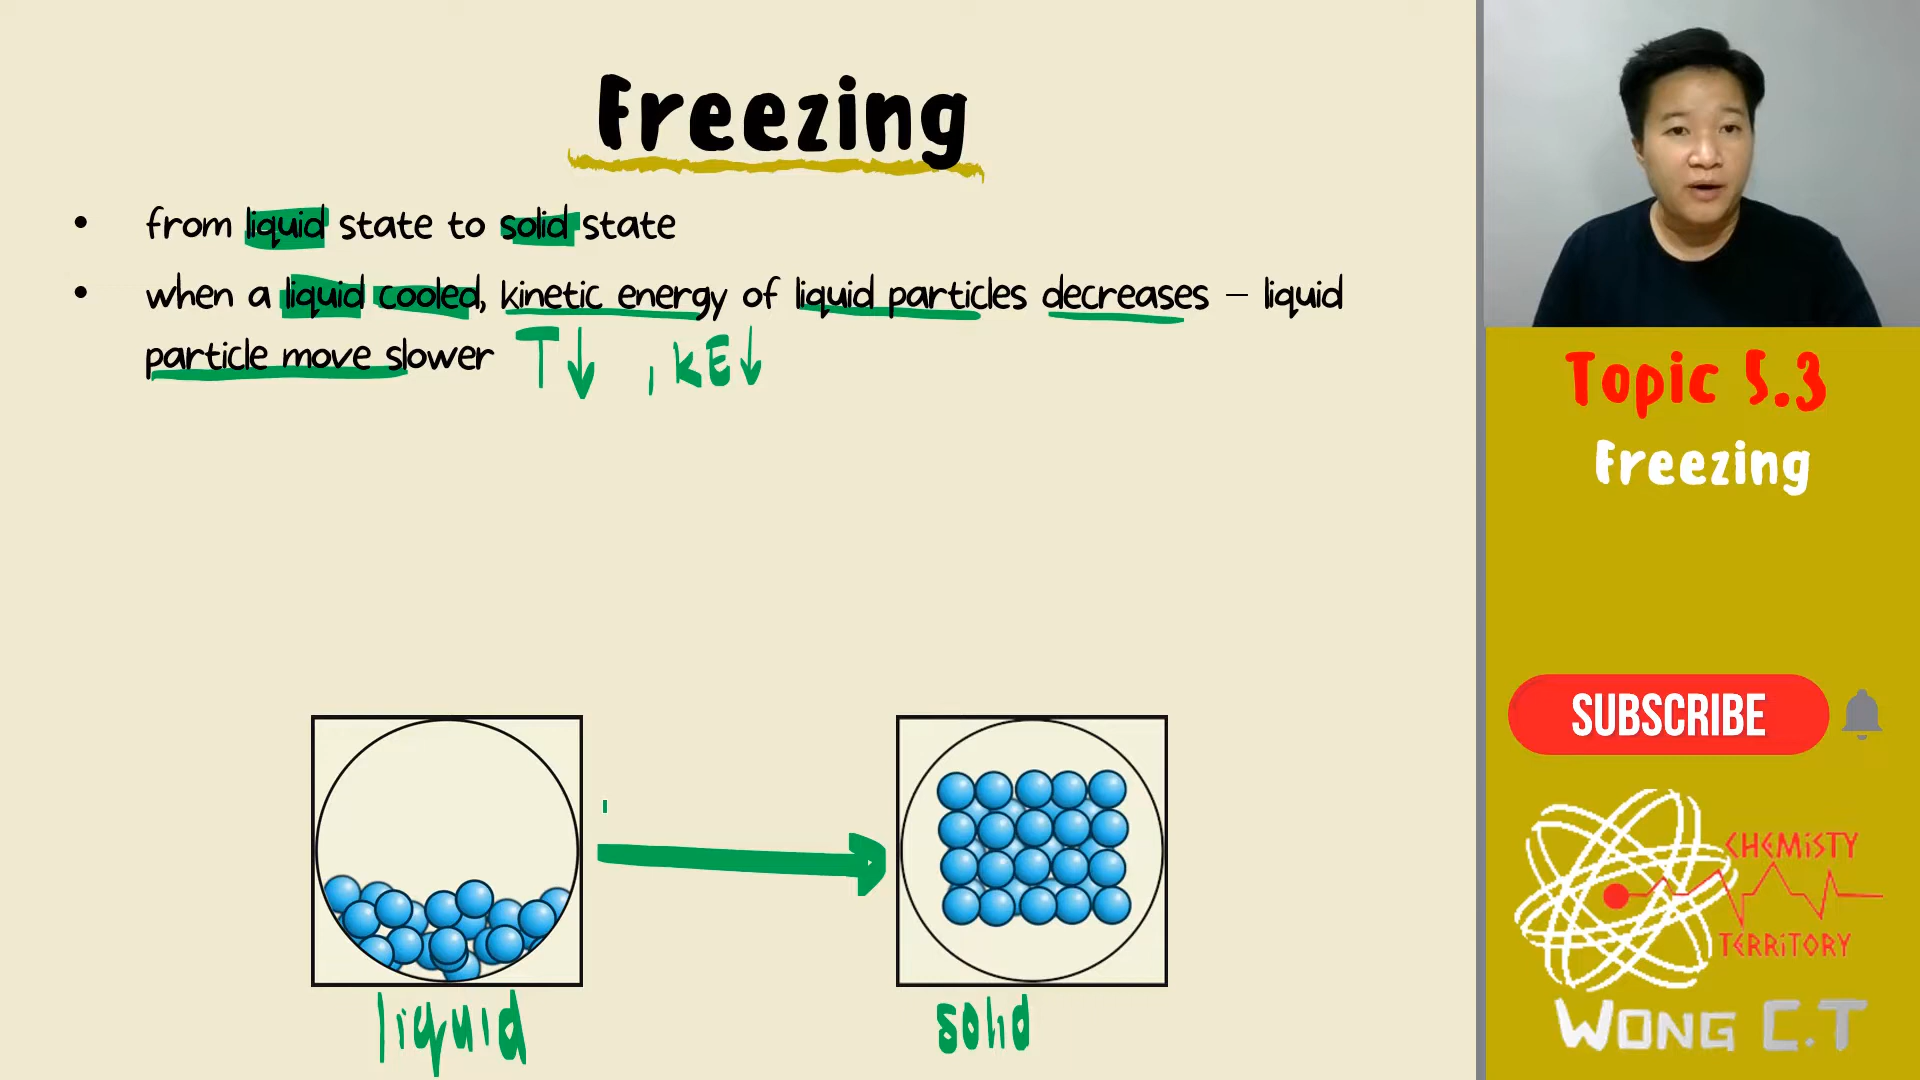 Freezing
• from liquid state to solid state
• when a liquid cooled, kinetic energy of liquid particles decreases – liquid
particle move slower T↓ , KE↓
liquid
solid
Topic 5.3
Freezing
SUBSCRIBE
CHEMiSTY
TERRiTORY
WONG C.T